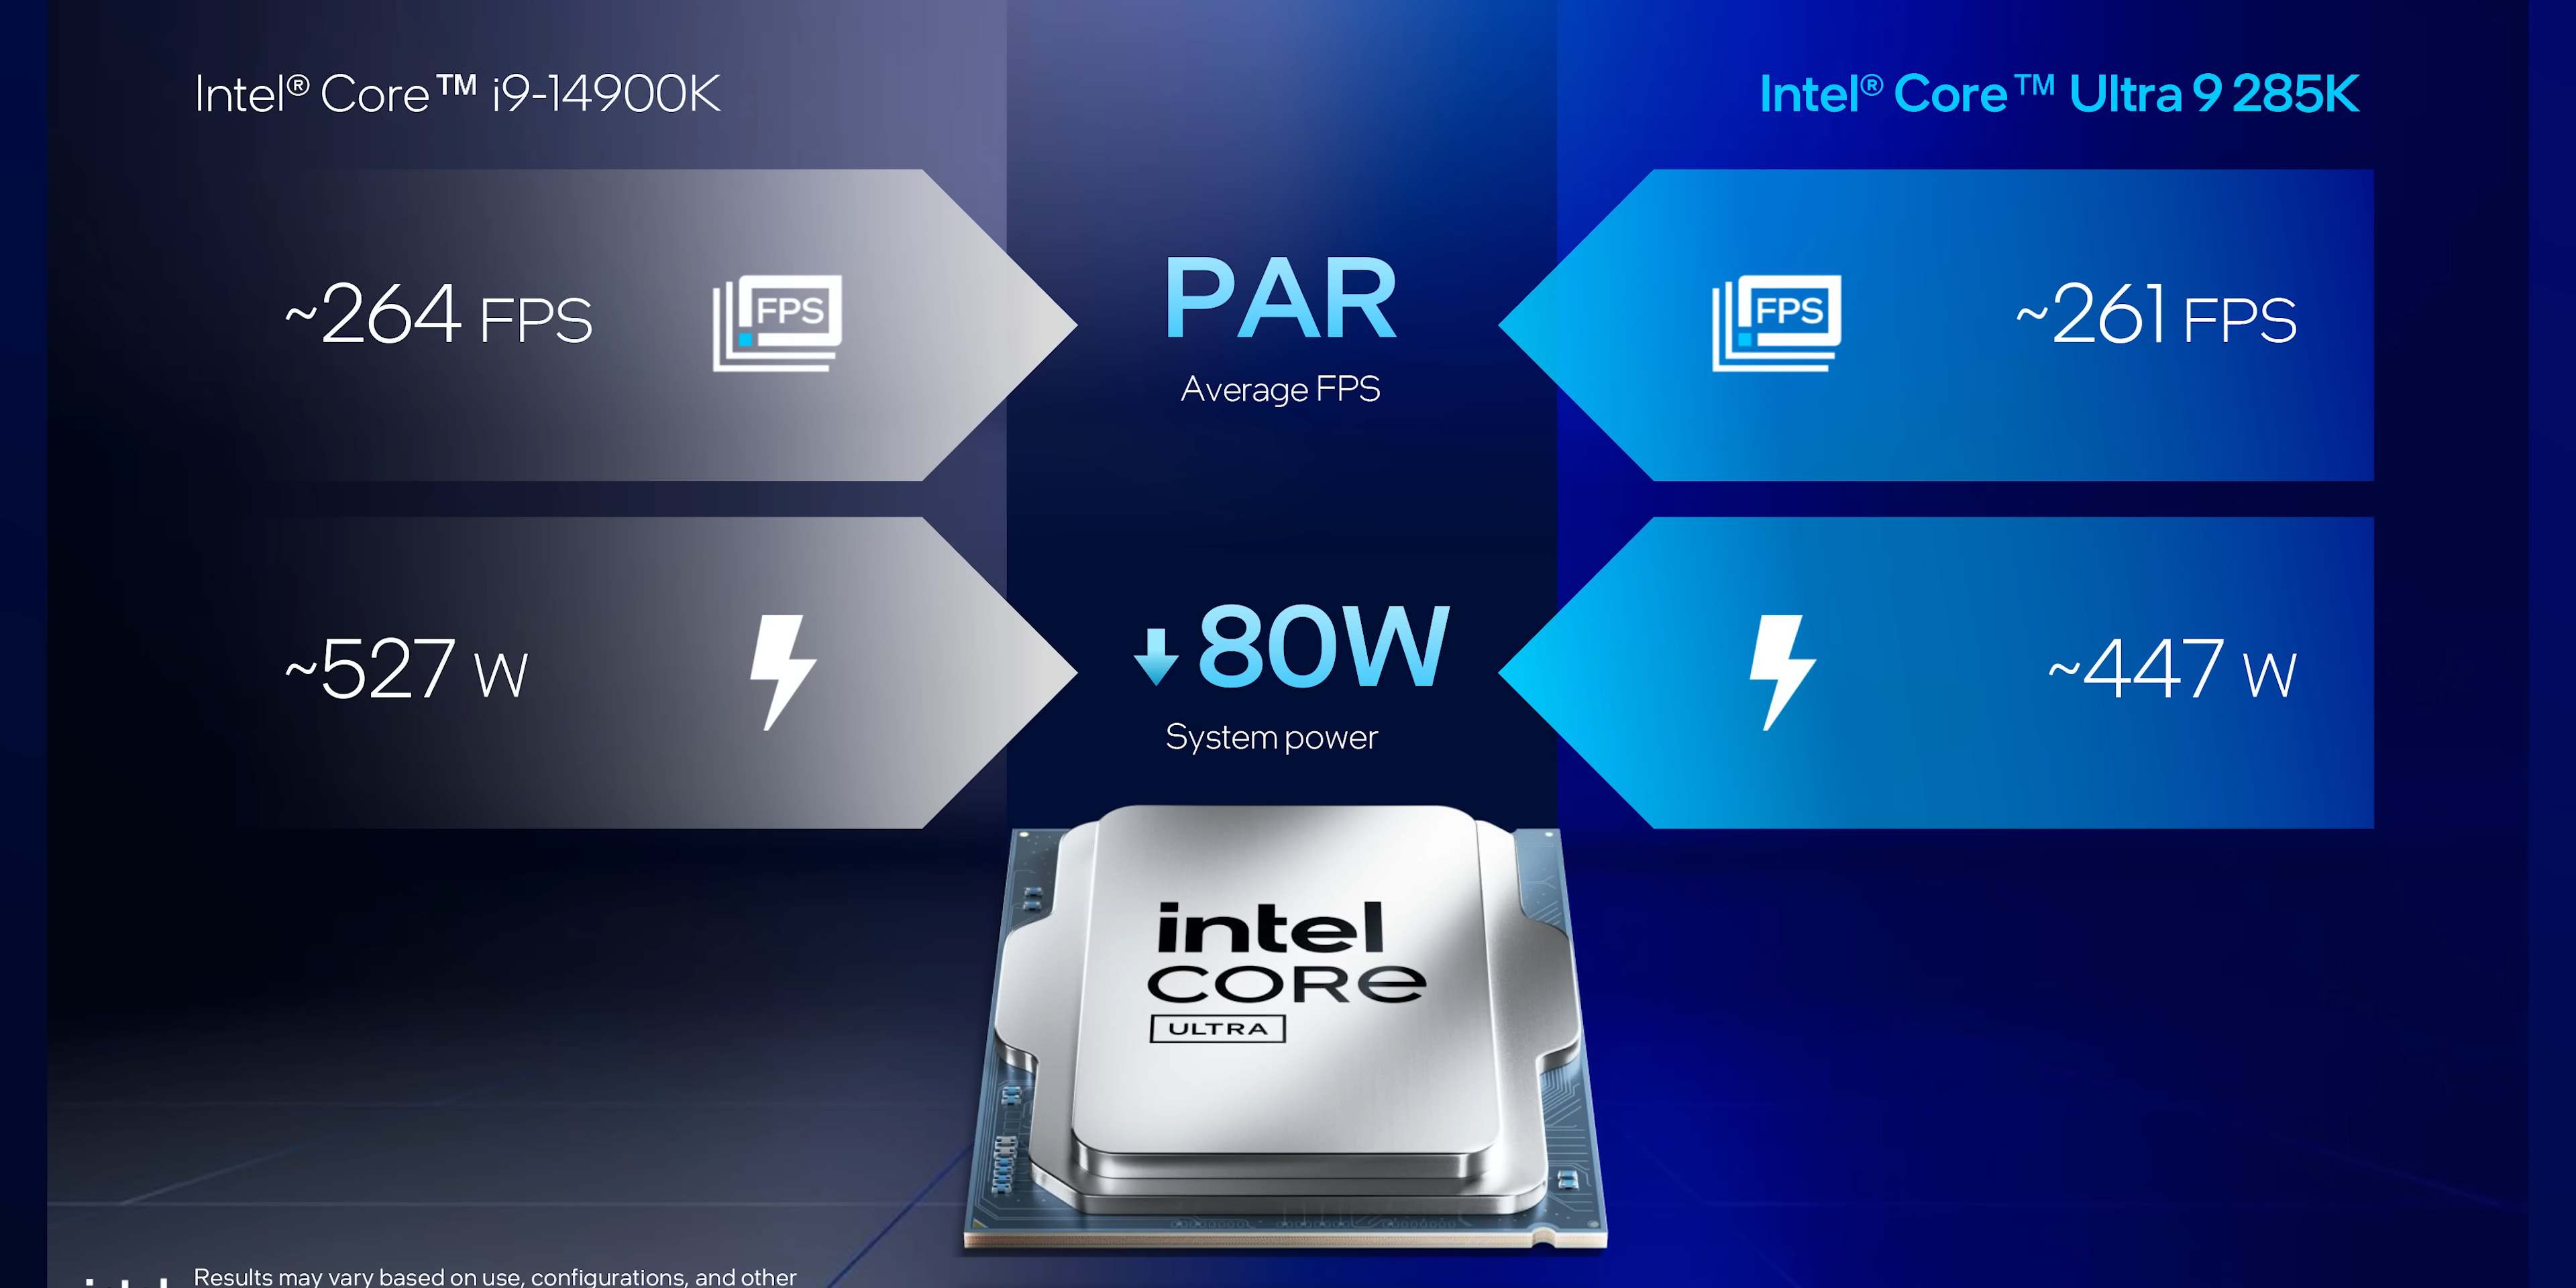 Intel® Core™ i9-14900K
Intel® Core™ Ultra 9 285K
~264 FPS
FPS
PAR
Average FPS
FPS
~261 FPS
~527 W
80W
System power
~447 W
intel
CORe
ULTRA
intel
Results may vary based on use, configurations, and other